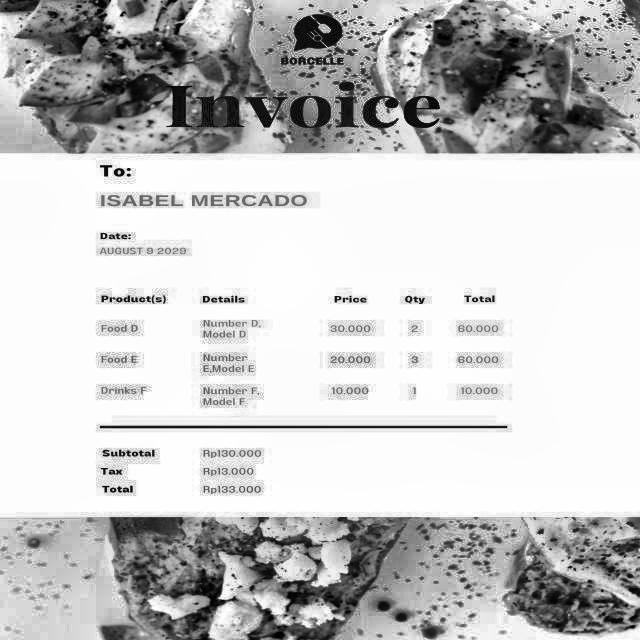 BORCELLE
Invoice
To:
ISABEL MERCADO
Date:
AUGUST 9 2029
Product(s) Details Price Qty Total
Food D Number D, Model D 30.000 2 60.000
Food E Number E,Model E 20.000 3 60.000
Drinks F Number F, Model F 10.000 1 10.000
Subtotal Rp130.000
Tax Rp13.000
Total Rp133.000